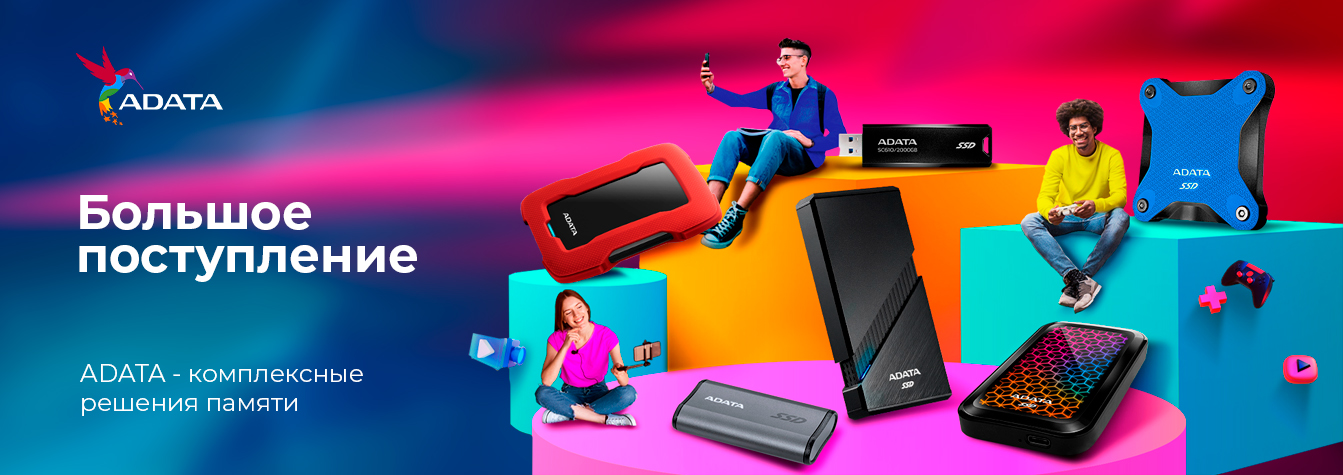 ADATA
Большое
поступление
ADATA - комплексные
решения памяти
ADATA
ADATA
SC610/2000GB
SSD
ADATA
SSD
ADATA
SSD
ADATA
SSD
ADATA
SSD